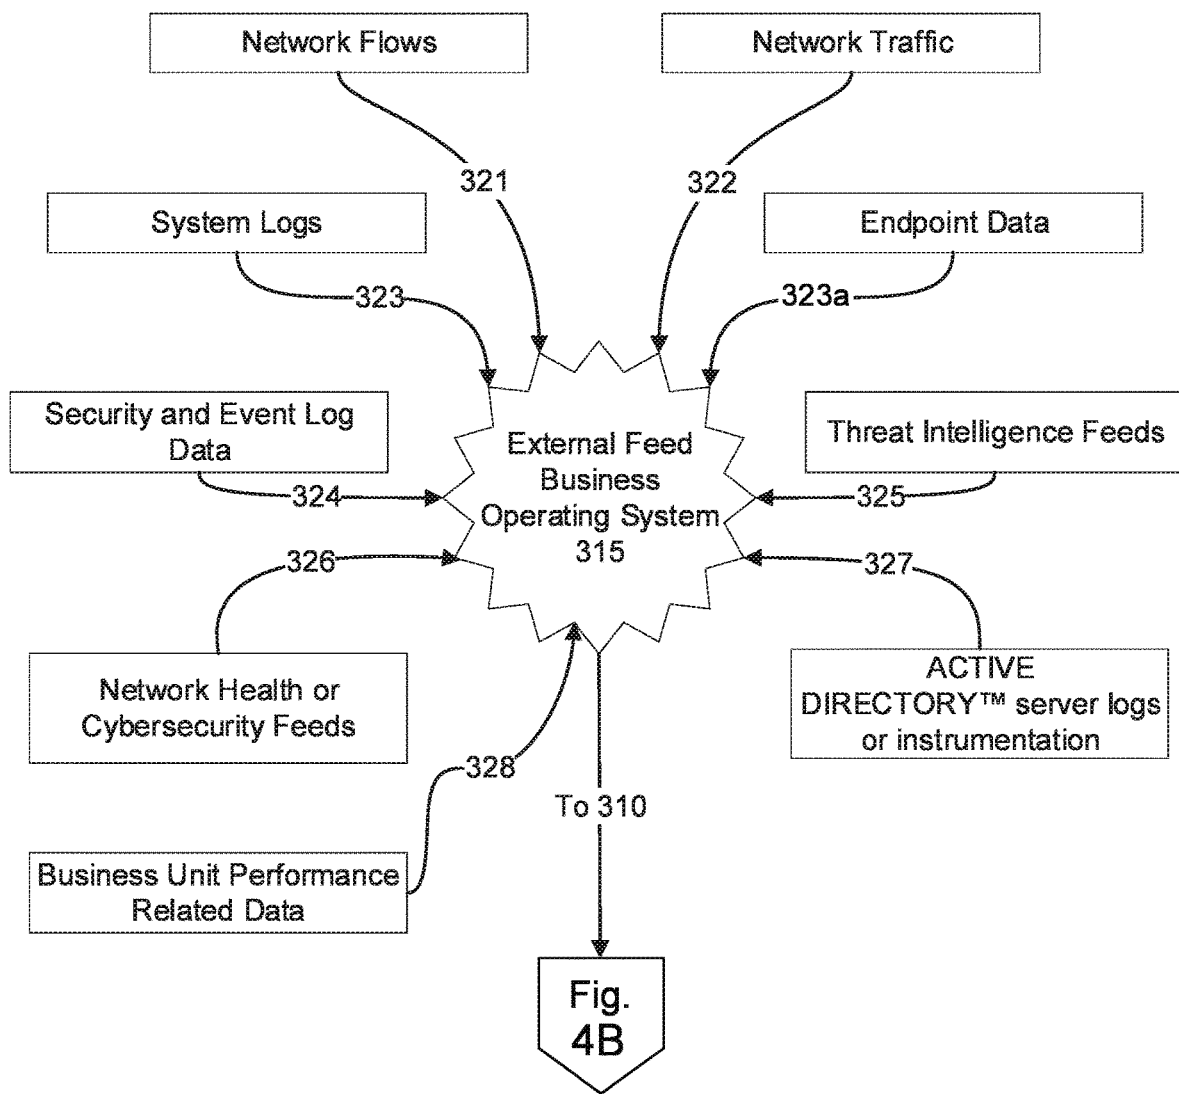 Network Flows
Network Traffic
321
322
System Logs
Endpoint Data
323
323a
Security and Event Log
Data
External Feed
Business
Operating System
315
Threat Intelligence Feeds
324
325
326
327
Network Health or
Cybersecurity Feeds
ACTIVE
DIRECTORY™ server logs
or instrumentation
328
To 310
Business Unit Performance
Related Data
Fig.
4B